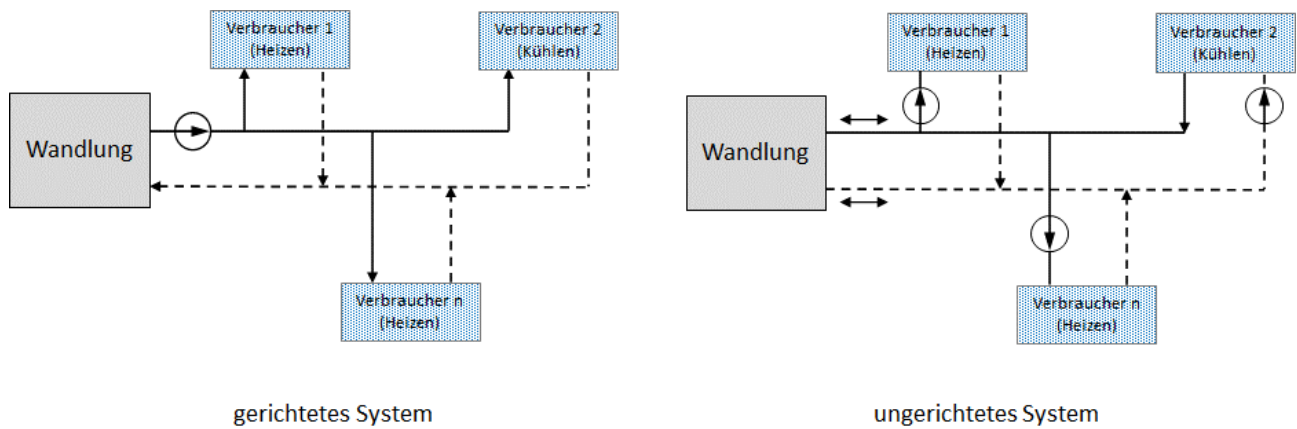 Verbraucher 1
(Heizen)
Verbraucher 2
(Kühlen)
Wandlung
Verbraucher n
(Heizen)
gerichtetes System
Verbraucher 1
(Heizen)
Verbraucher 2
(Kühlen)
Wandlung
Verbraucher n
(Heizen)
ungerichtetes System